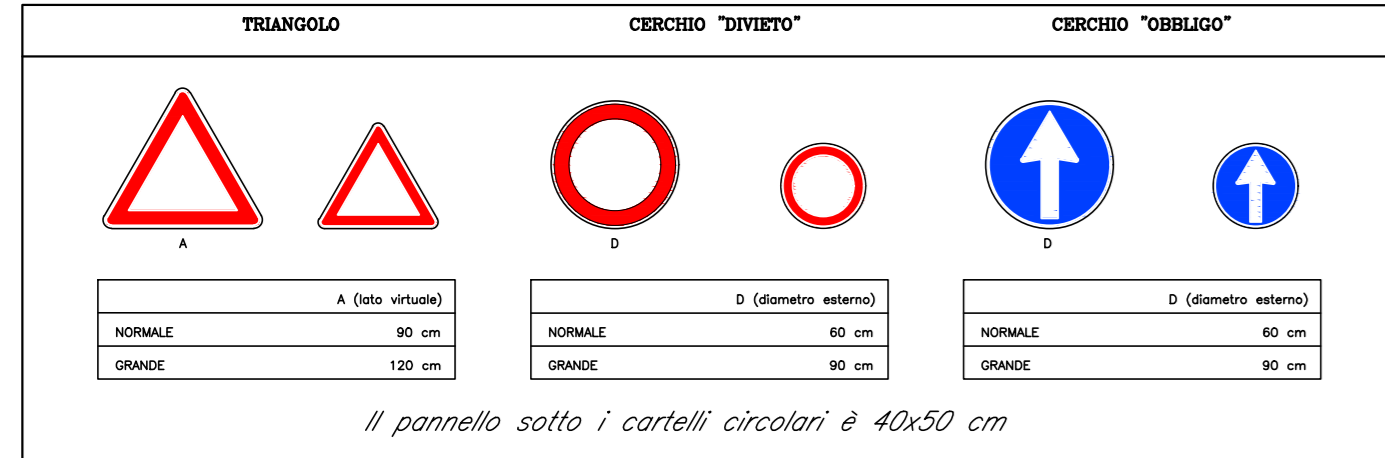 TRIANGOLO CERCHIO "DIVIETO" CERCHIO "OBBLIGO"
A D D
A (lato virtuale) D (diametro esterno) D (diametro esterno)
NORMALE 90 cm NORMALE 60 cm NORMALE 60 cm
GRANDE 120 cm GRANDE 90 cm GRANDE 90 cm
Il pannello sotto i cartelli circolari è 40x50 cm